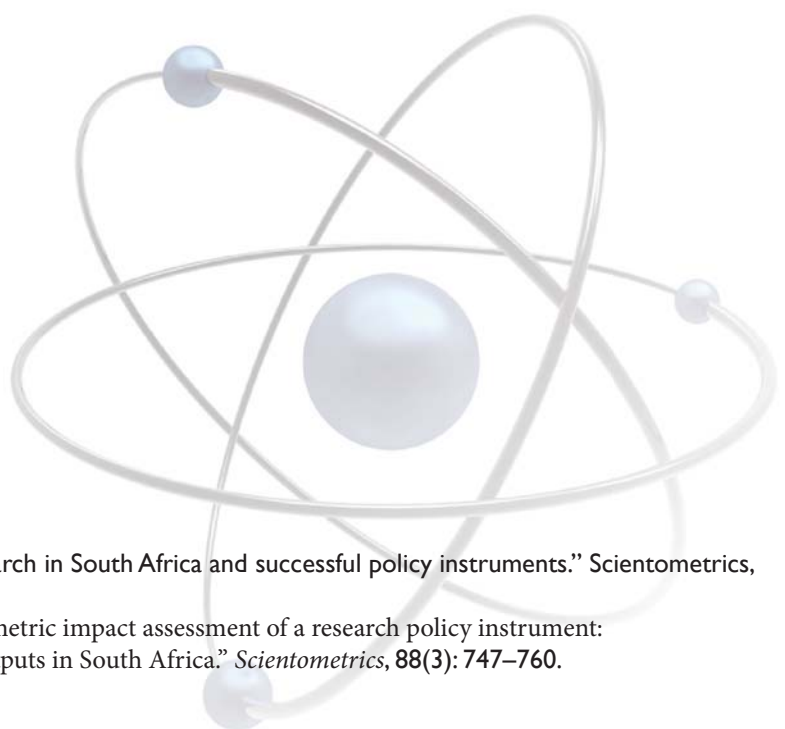 rch in South Africa and successful policy instruments.” Scientometrics,
metric impact assessment of a research policy instrument:
puts in South Africa.” Scientometrics, 88(3): 747–760.